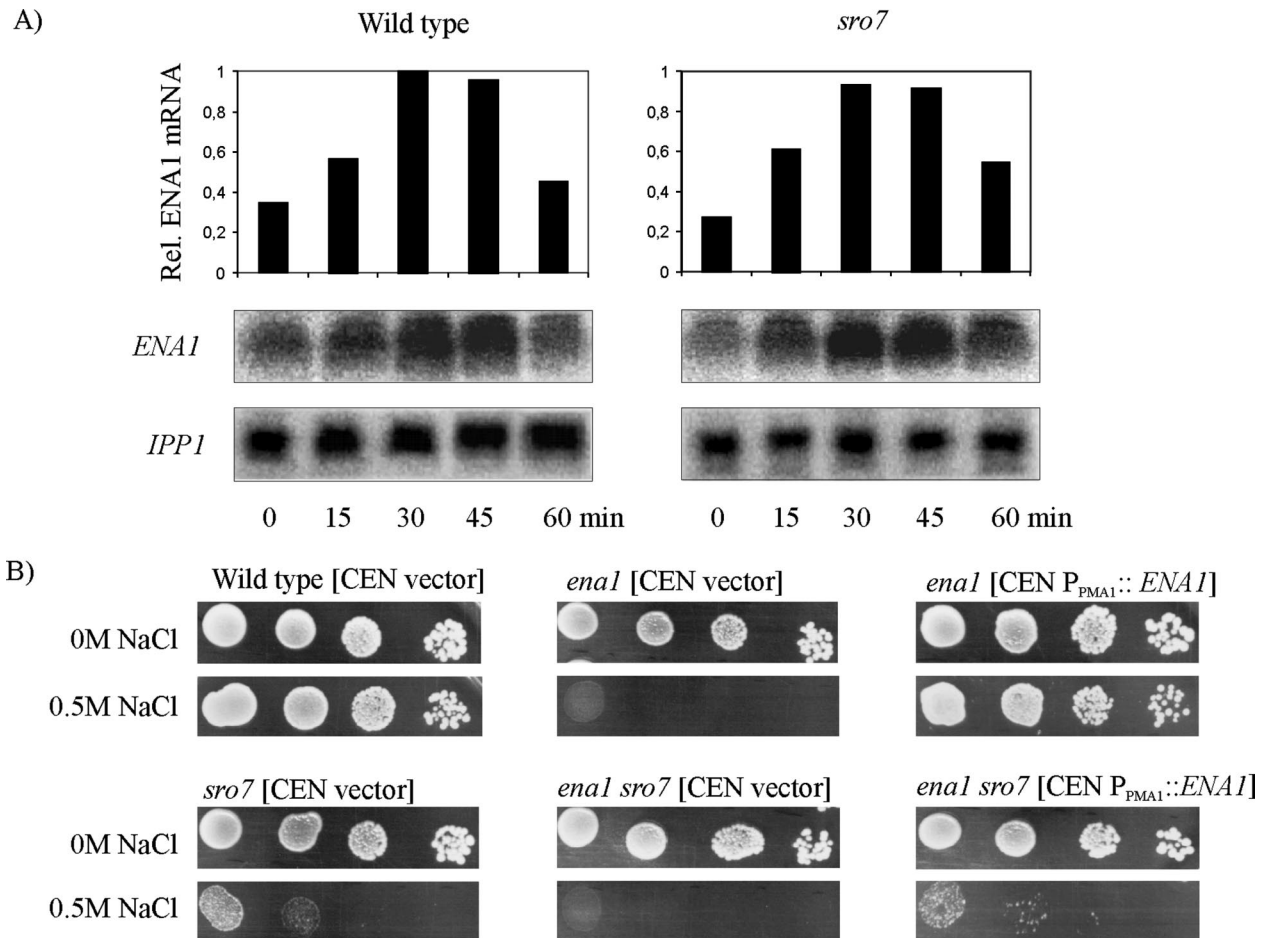 A)
Wild type
sro7
Rel. ENA1 mRNA
1
0,8
0,6
0,4
0,2
0
1
0,8
0,6
0,4
0,2
0
ENA1
IPP1
0 15 30 45 60 min
0 15 30 45 60 min
B)
Wild type [CEN vector]
ena1 [CEN vector]
ena1 [CEN PPMA1:: ENA1]
0M NaCl
0.5M NaCl
sro7 [CEN vector]
ena1 sro7 [CEN vector]
ena1 sro7 [CEN PPMA1::ENA1]
0M NaCl
0.5M NaCl